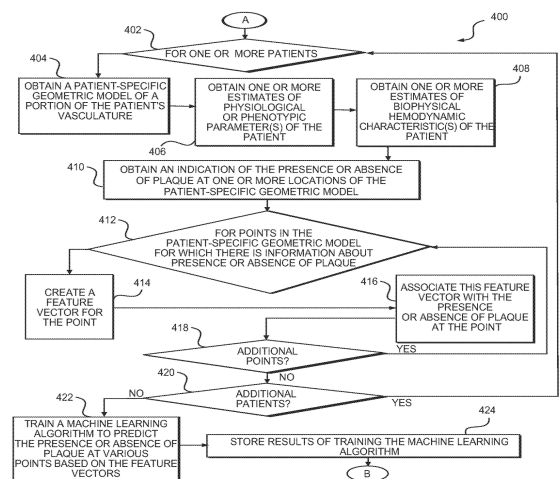 A
400
402
FOR ONE OR MORE PATIENTS
404
OBTAIN A PATIENT-SPECIFIC
GEOMETRIC MODEL OF A
PORTION OF THE PATIENT'S
VASCULATURE
OBTAIN ONE OR MORE
ESTIMATES OF
PHYSIOLOGICAL
OR PHENOTYPIC
PARAMETER(S) OF
THE PATIENT
406
OBTAIN ONE OR MORE
ESTIMATES OF
BIOPHYSICAL
HEMODYNAMIC
CHARACTERISTIC(S) OF THE
PATIENT
408
410
OBTAIN AN INDICATION OF THE PRESENCE OR ABSENCE
OF PLAQUE AT ONE OR MORE LOCATIONS OF THE
PATIENT-SPECIFIC GEOMETRIC MODEL
412
FOR POINTS IN THE
PATIENT-SPECIFIC GEOMETRIC MODEL
FOR WHICH THERE IS INFORMATION ABOUT
PRESENCE OR ABSENCE OF PLAQUE
CREATE A
FEATURE
VECTOR FOR
THE POINT
414
416
ASSOCIATE THIS FEATURE
VECTOR WITH THE
PRESENCE
OR ABSENCE OF PLAQUE
AT THE POINT
418
ADDITIONAL
POINTS?
YES
NO
420
ADDITIONAL
PATIENTS?
YES
NO
422
TRAIN A MACHINE LEARNING
ALGORITHM TO PREDICT
THE PRESENCE OR ABSENCE OF
PLAQUE AT VARIOUS
POINTS BASED ON THE FEATURE
VECTORS
424
STORE RESULTS OF TRAINING THE MACHINE LEARNING
ALGORITHM
B